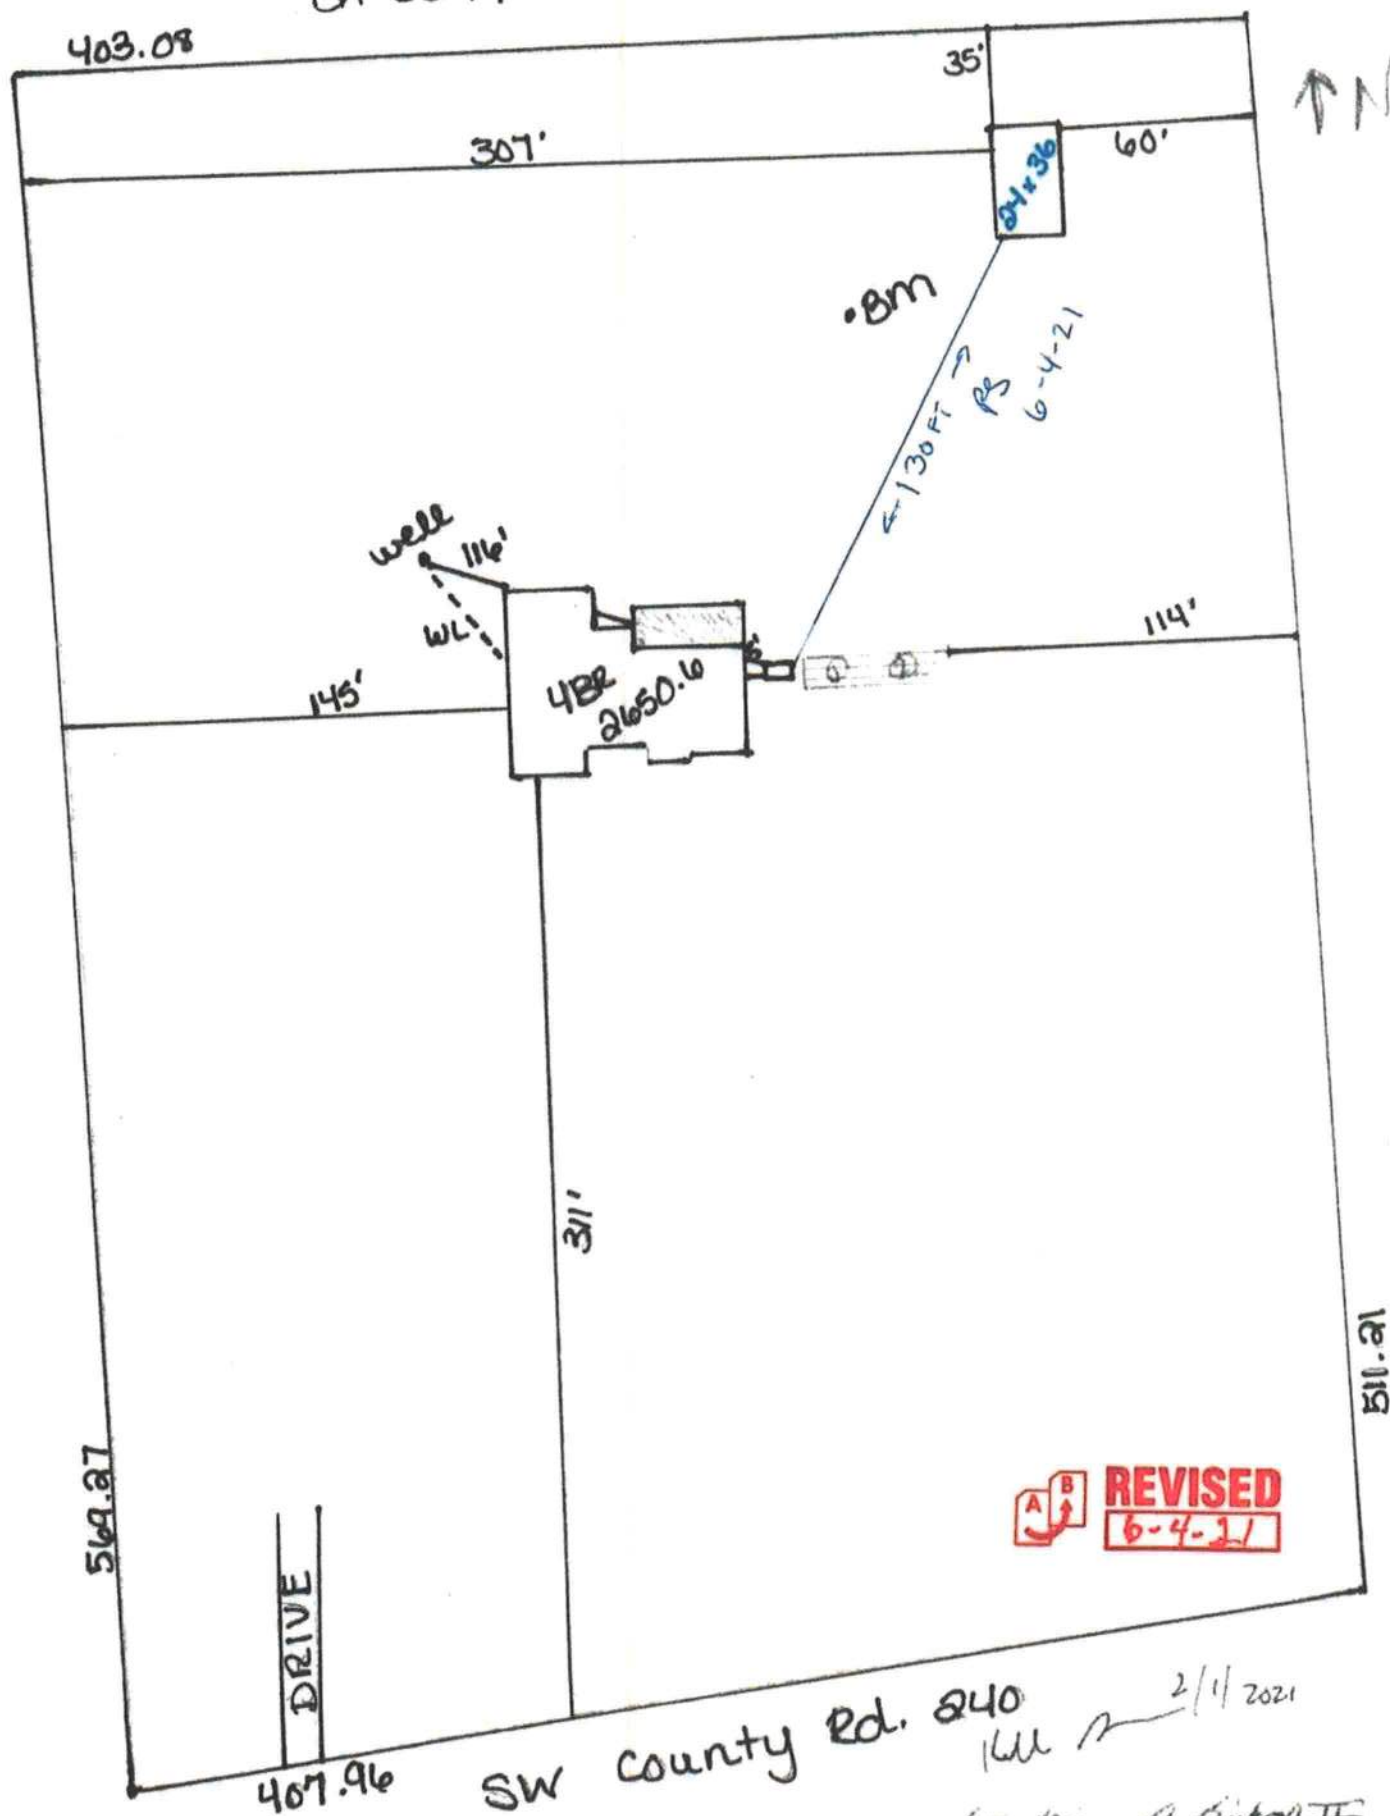 403.08
35'
↑ N
307'
60'
24x36
.BM
←130 FT →
PS
6-4-21
well
116'
WL
114'
145'
4BR
2650.6
5'
311'
511.21
569.27
A B REVISED
6-4-21
DRIVE
407.96
SW County Rd. 240
2/1/2021